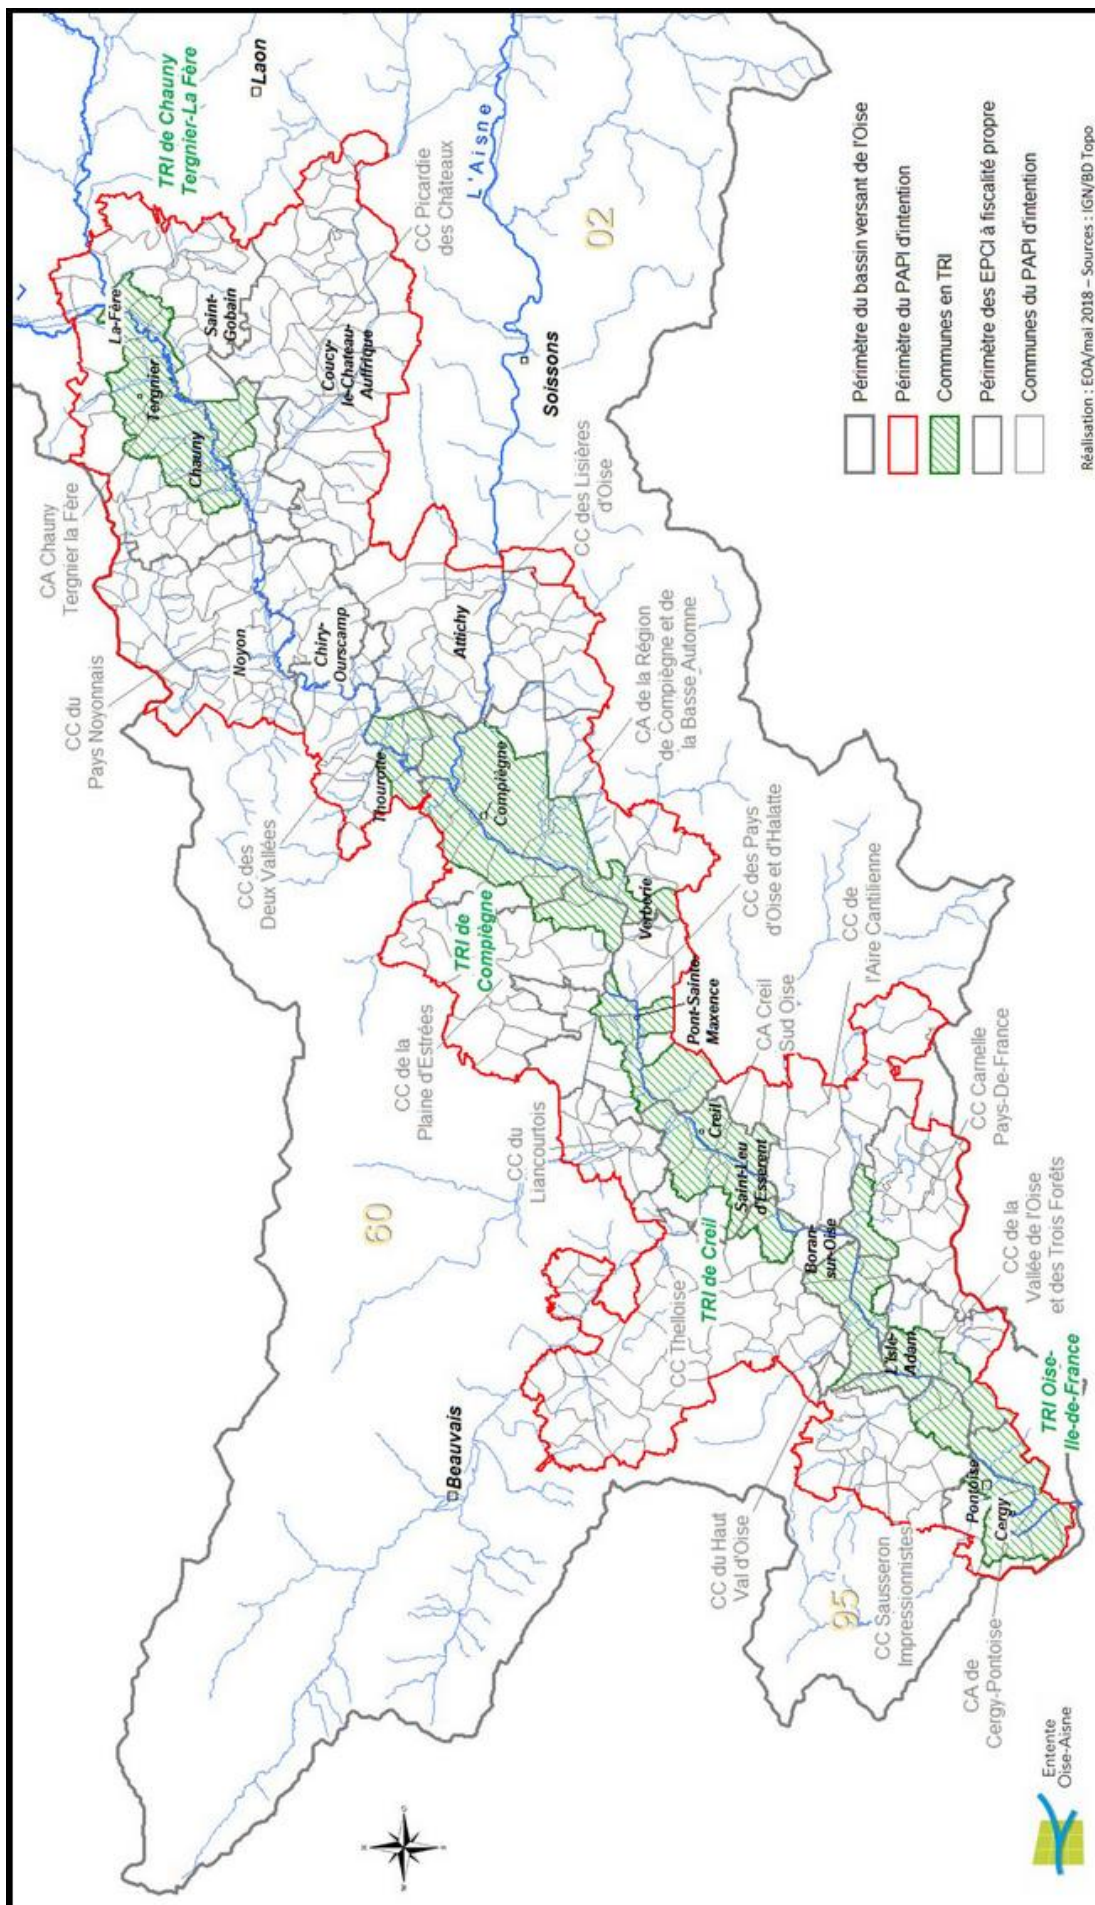 TRI de Chauny
Tergnier-La Fère
Laon
L'Aisne
CC Picardie
des Châteaux
02
La-Fère
Tergnier
Saint-
Gobain
Chauny
Coucy-
le-Chateau-
Auffrique
Soissons
CA Chauny
Tergnier la Fère
CC des Lisières
d'Oise
Noyon
Chiry-
Ourscamp
Attichy
CC du
Pays Noyonnais
CA de la Région
de Compiègne et de
la Basse Automne
Thourotte
Compiègne
CC des
Deux Vallées
Verberie
CC des Pays
d'Oise et d'Halatte
TRI de
Compiègne
Pont-Sainte-
Maxence
CC de
l'Aire Cantilienne
CC de la
Plaine d'Estrées
CA Creil
Sud Oise
CC du
Liancourtois
Creil
Saint-Leu
d'Esserent
CC Carnelle
Pays-De-France
60
TRI de Creil
Boran-
sur-Oise
CC de la
Vallée de l'Oise
et des Trois Forêts
CC Thelloise
L'Isle-
Adam
TRI Oise-
Ile-de-France
Beauvais
Pontoise
Cergy
CC du Haut
Val d'Oise
CC Sausseron
Impressionnistes
95
CA de
Cergy-Pontoise
Entente
Oise-Aisne
Périmètre du bassin versant de l'Oise
Périmètre du PAPI d'intention
Communes en TRI
Périmètre des EPCI à fiscalité propre
Communes du PAPI d'intention
Réalisation : EOA/mai 2018 – Sources : IGN/BD Topo